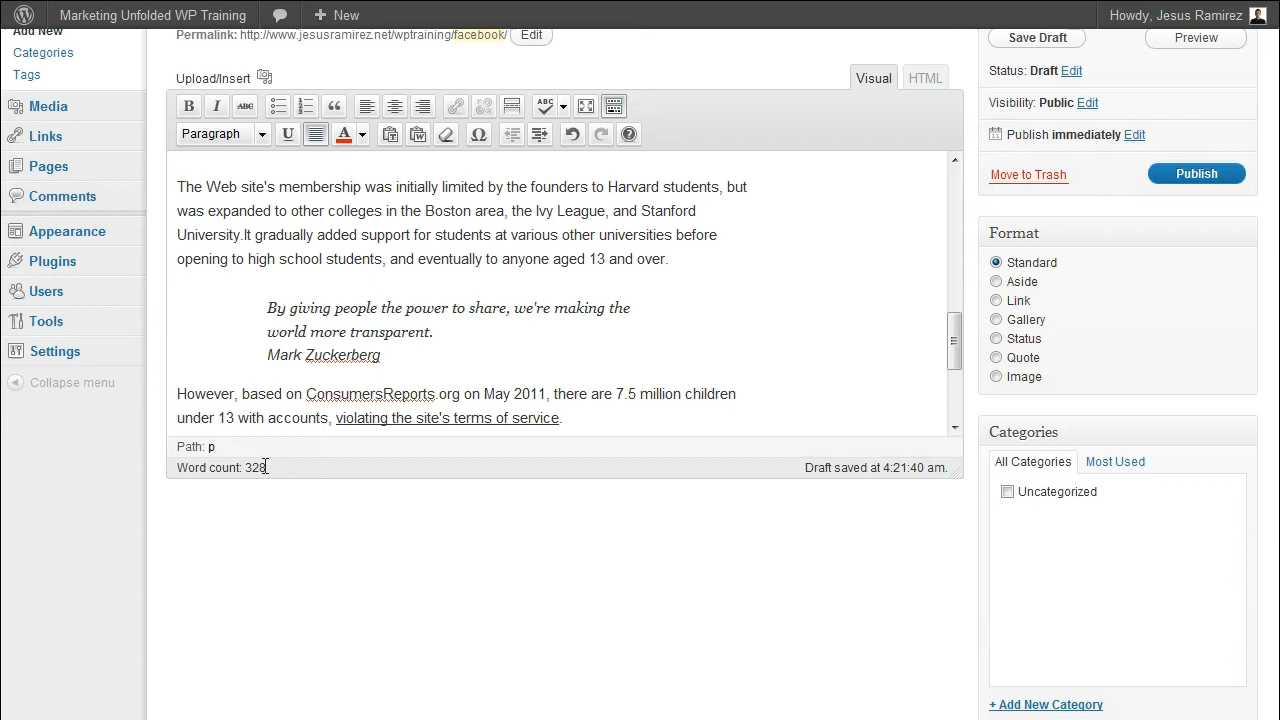 Marketing Unfolded WP Training
New
Howdy, Jesus Ramirez
Add New
Categories
Tags
Media
Links
Pages
Comments
Appearance
Plugins
Users
Tools
Settings
Collapse menu
Permalink: http://www.jesusramirez.net/wptraining/facebook/ Edit
Upload/Insert
Visual
HTML
B I ABC
ABC
Paragraph
U
A
T
W
Ω
?
The Web site's membership was initially limited by the founders to Harvard students, but
was expanded to other colleges in the Boston area, the Ivy League, and Stanford
University.It gradually added support for students at various other universities before
opening to high school students, and eventually to anyone aged 13 and over.
By giving people the power to share, we're making the
world more transparent.
Mark Zuckerberg
However, based on ConsumersReports.org on May 2011, there are 7.5 million children
under 13 with accounts, violating the site's terms of service.
Path: p
Word count: 328
Draft saved at 4:21:40 am.
Save Draft
Preview
Status: Draft Edit
Visibility: Public Edit
Publish immediately Edit
Move to Trash
Publish
Format
Standard
Aside
Link
Gallery
Status
Quote
Image
Categories
All Categories
Most Used
Uncategorized
+ Add New Category